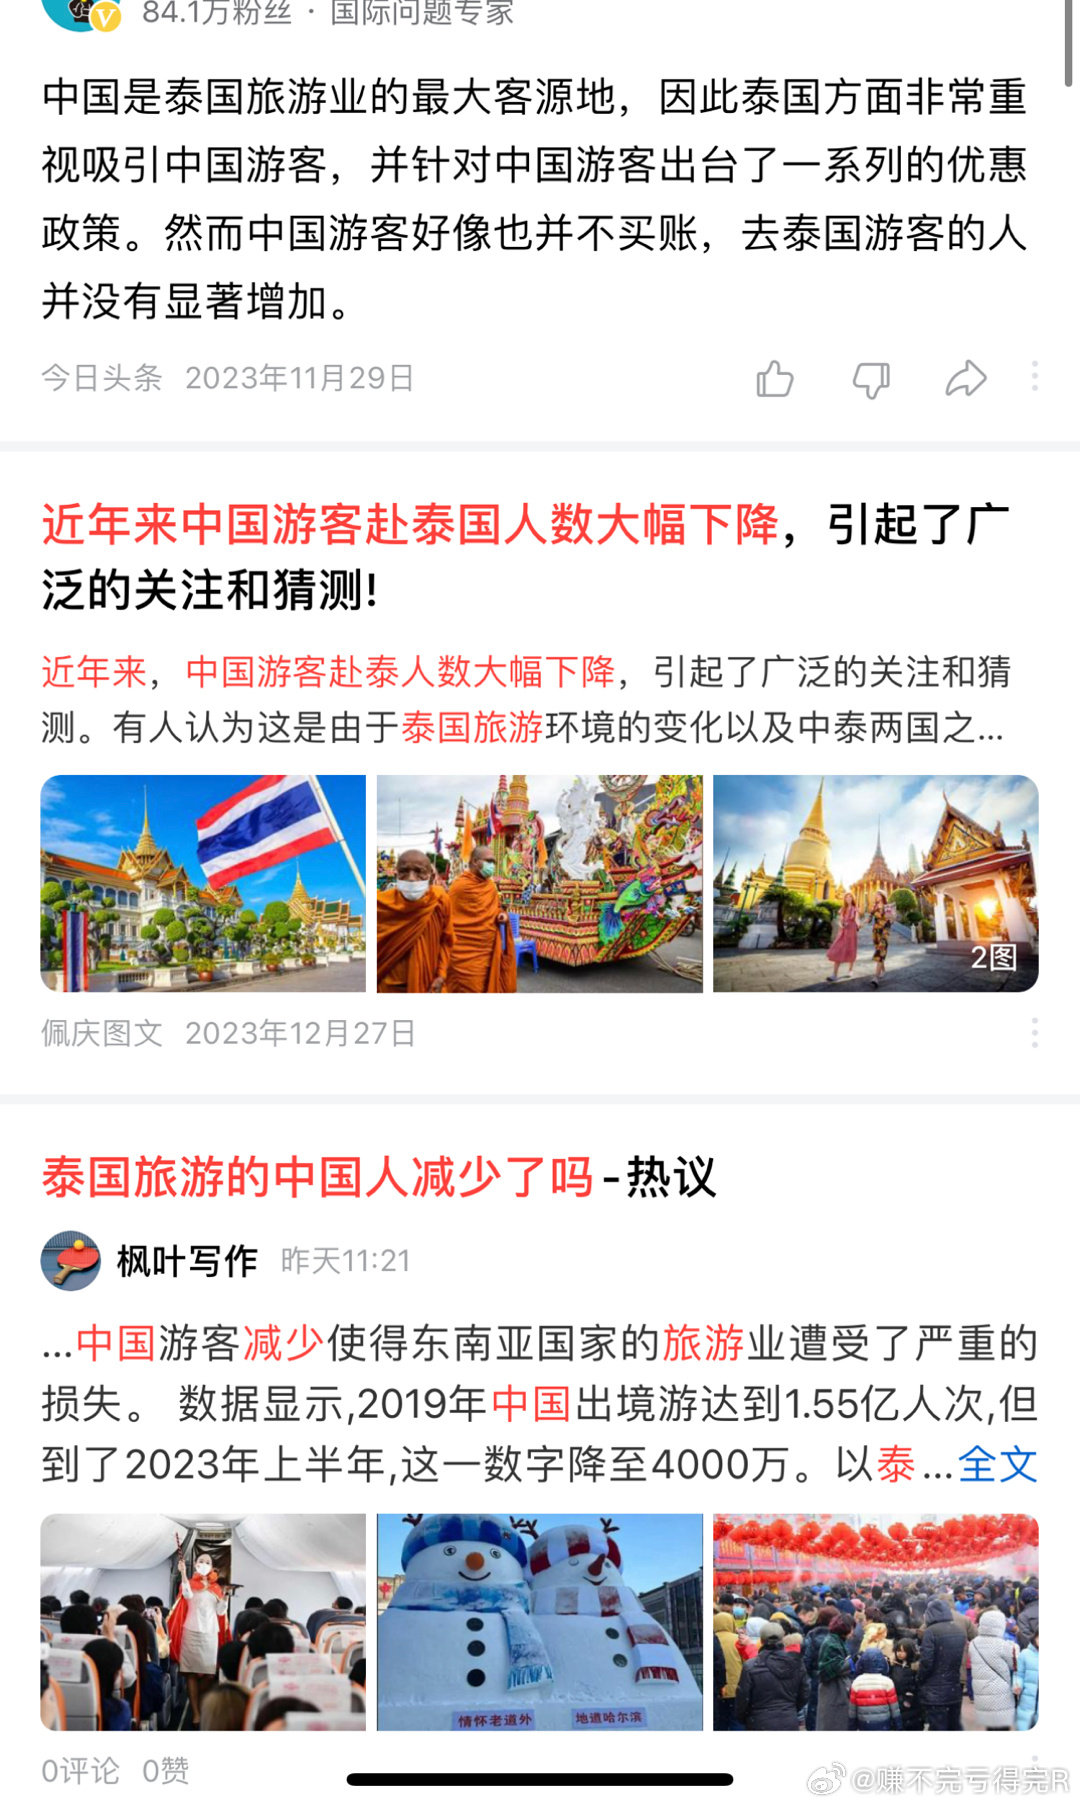 84.1万粉丝 · 国际问题专家
中国是泰国旅游业的最大客源地，因此泰国方面非常重
视吸引中国游客，并针对中国游客出台了一系列的优惠
政策。然而中国游客好像也并不买账，去泰国游客的人
并没有显著增加。
今日头条 2023年11月29日
近年来中国游客赴泰国人数大幅下降，引起了广
泛的关注和猜测!
近年来，中国游客赴泰人数大幅下降，引起了广泛的关注和猜
测。有人认为这是由于泰国旅游环境的变化以及中泰两国之...
2图
佩庆图文 2023年12月27日
泰国旅游的中国人减少了吗-热议
枫叶写作 昨天11:21
...中国游客减少使得东南亚国家的旅游业遭受了严重的
损失。 数据显示,2019年中国出境游达到1.55亿人次,但
到了2023年上半年,这一数字降至4000万。以泰...全文
情怀老道外
地道哈尔滨
0评论 0赞
@赚不完亏得完R